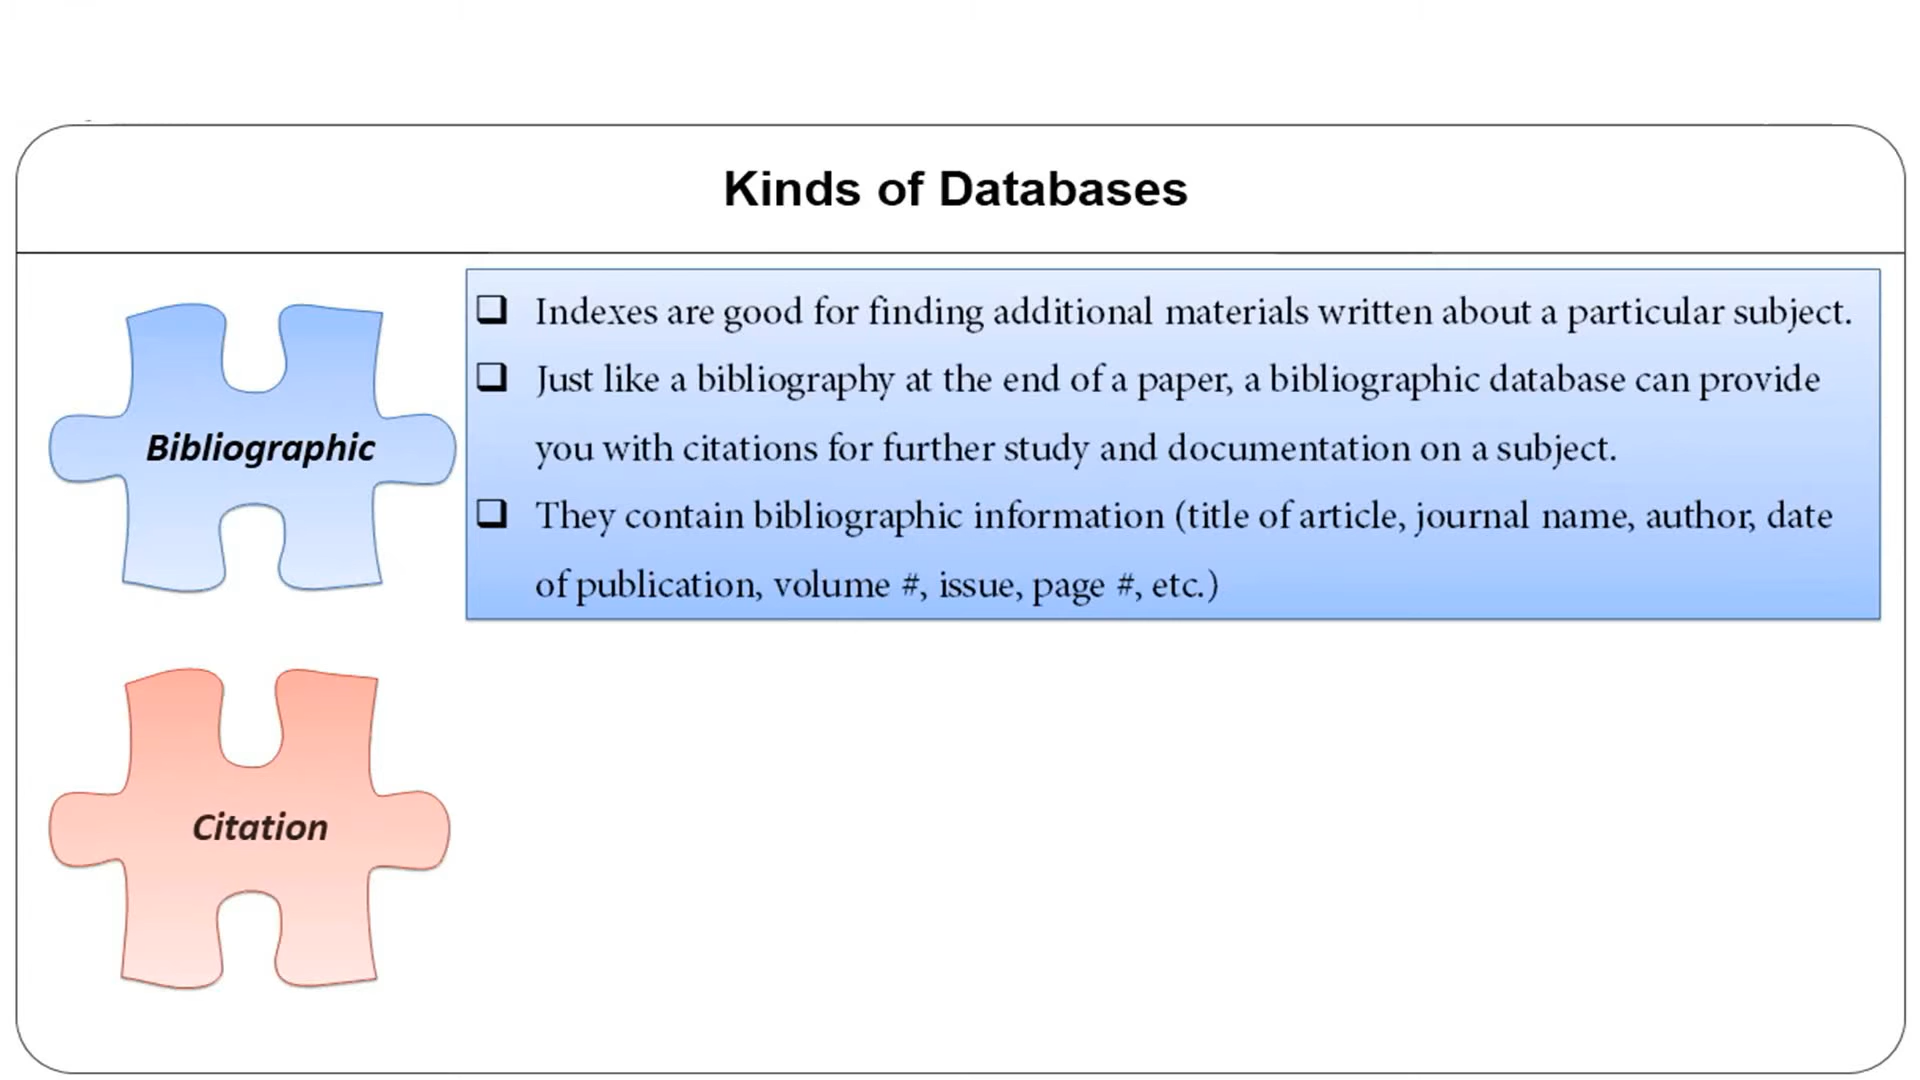 Kinds of Databases
Bibliographic
❑ Indexes are good for finding additional materials written about a particular subject.
❑ Just like a bibliography at the end of a paper, a bibliographic database can provide
you with citations for further study and documentation on a subject.
❑ They contain bibliographic information (title of article, journal name, author, date
of publication, volume #, issue, page #, etc.)
Citation